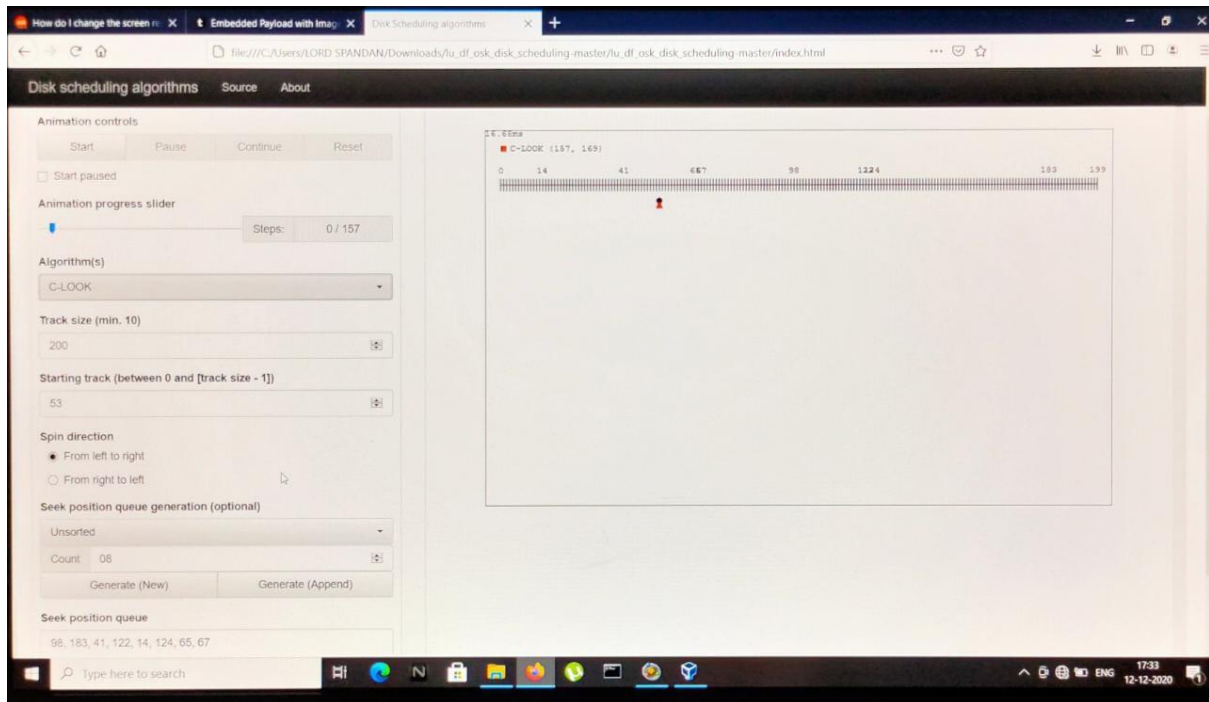 How do I change the screen re
Embedded Payload with Imag
Disk Scheduling algorithms
file:///C:/Users/LORD SPANDAN/Downloads/lu_df_osk_disk_scheduling-master/lu_df_osk_disk_scheduling-master/index.html
Disk scheduling algorithms Source About
Animation controls
Start Pause Continue Reset
Start paused
Animation progress slider
Steps: 0 / 157
Algorithm(s)
C-LOOK
Track size (min. 10)
200
Starting track (between 0 and [track size - 1])
53
Spin direction
From left to right
From right to left
Seek position queue generation (optional)
Unsorted
Count 08
Generate (New) Generate (Append)
Seek position queue
98, 183, 41, 122, 14, 124, 65, 67
C-LOOK (157, 169)
0 14 41 98 183 199
Type here to search
N
ENG
17:33
12-12-2020
1